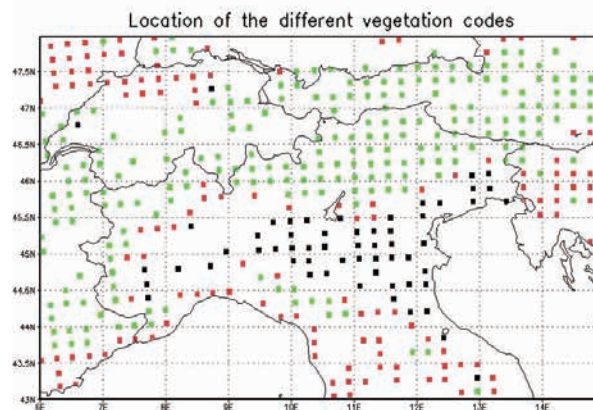 Location of the different vegetation codes
47.5N
47N
46.5N
46N
45.5N
45N
44.5N
44N
43.5N
43N
6E 7E 8E 9E 10E 11E 12E 13E 14E